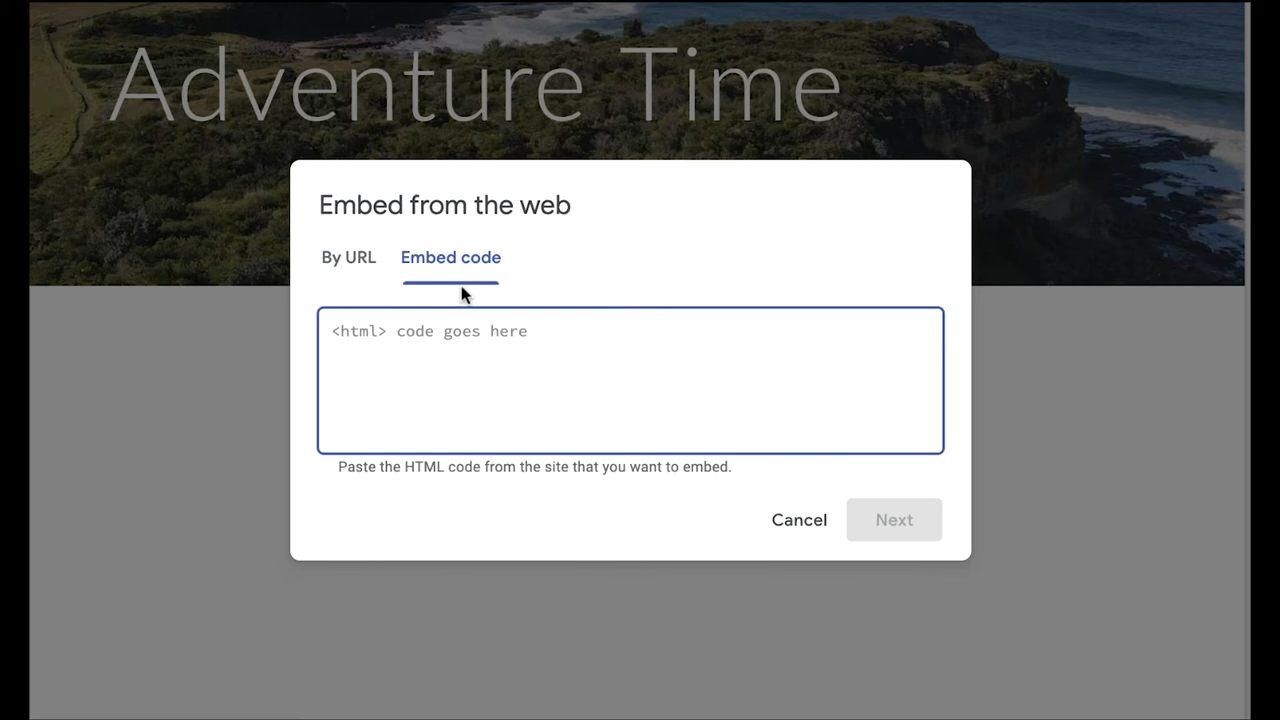 Adventure Time
Embed from the web
By URL Embed code
<html> code goes here
Paste the HTML code from the site that you want to embed.
Cancel Next